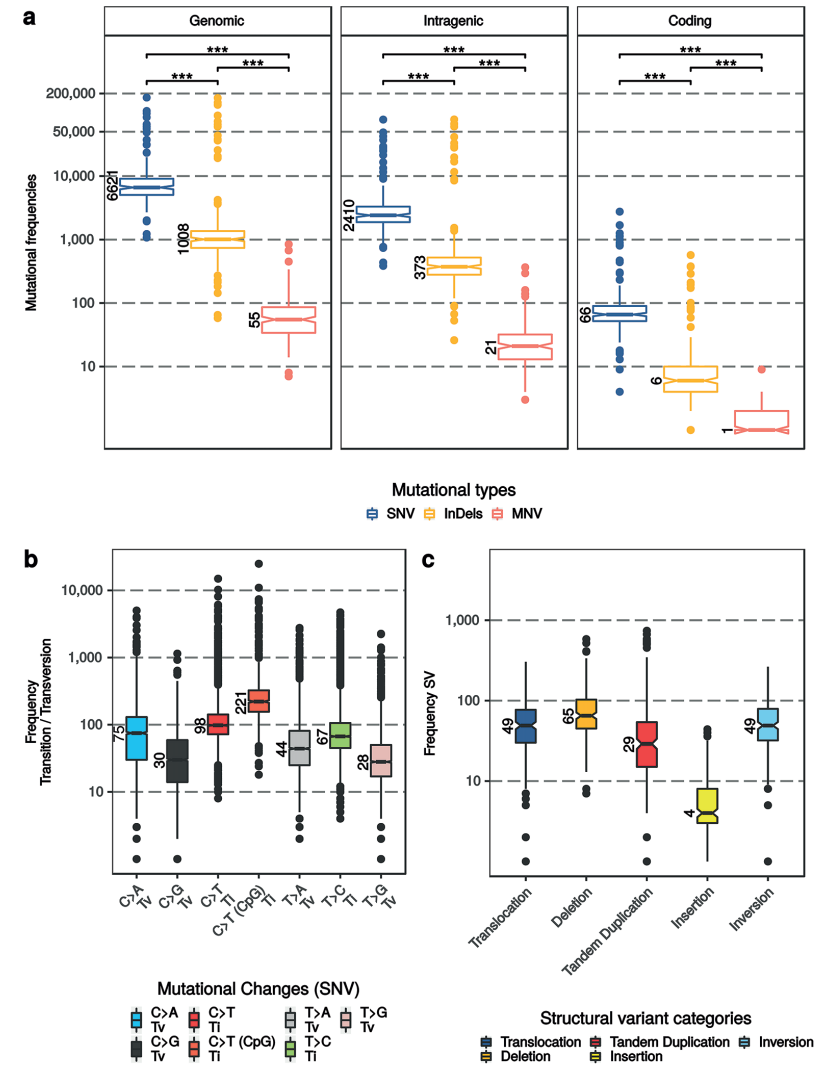 a
Genomic
Intragenic
Coding
*** *** ***
*** *** ***
*** *** ***
Mutational frequencies
200,000
50,000
10,000
1,000
100
10
6621
1008
55
2410
373
21
66
6
1
Mutational types
SNV InDels MNV
b
Frequency
Transition / Transversion
10,000
1,000
100
10
75
30
98
221
44
67
28
C>A
Tv
C>G
Tv
C>T
Ti
C>T (CpG)
Ti
T>A
Tv
T>C
Ti
T>G
Tv
Mutational Changes (SNV)
C>A
Tv
C>T
Ti
T>A
Tv
T>G
Tv
C>G
Tv
C>T (CpG)
Ti
T>C
Ti
c
Frequency SV
1,000
100
10
49
65
29
4
49
Translocation
Deletion
Tandem Duplication
Insertion
Inversion
Structural variant categories
Translocation Tandem Duplication Inversion
Deletion Insertion